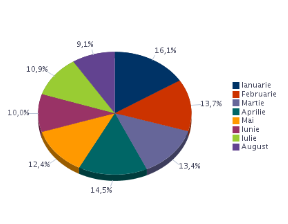 9,1%
16,1%
10,9%
13,7%
10,0%
12,4%
13,4%
14,5%
Ianuarie
Februarie
Martie
Aprilie
Mai
Iunie
Iulie
August